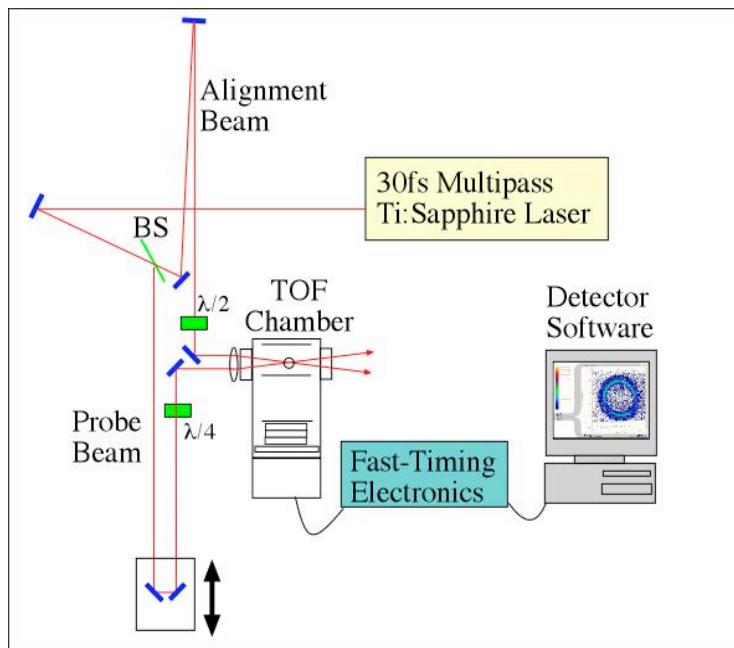 Alignment
Beam
30fs Multipass
Ti:Sapphire Laser
BS
λ/2
TOF
Chamber
Detector
Software
Probe
Beam
λ/4
Fast-Timing
Electronics